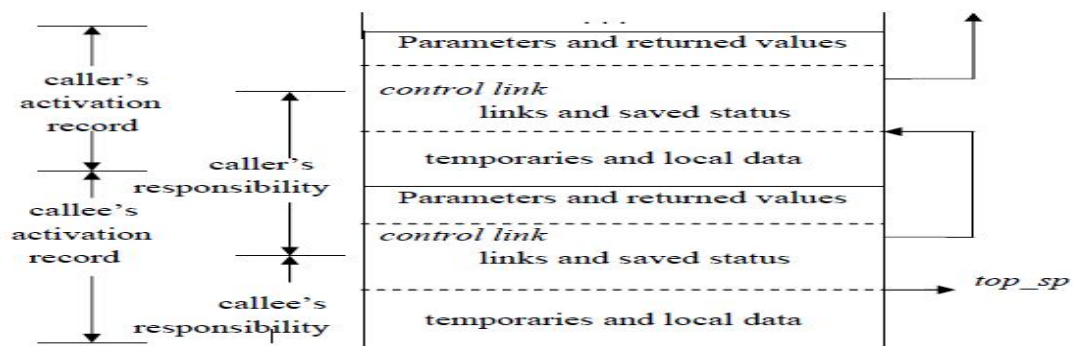 . . .
Parameters and returned values
caller's
activation
record
control link
links and saved status
temporaries and local data
caller's
responsibility
Parameters and returned values
callee's
activation
record
control link
links and saved status
top_sp
callee's
responsibility
temporaries and local data